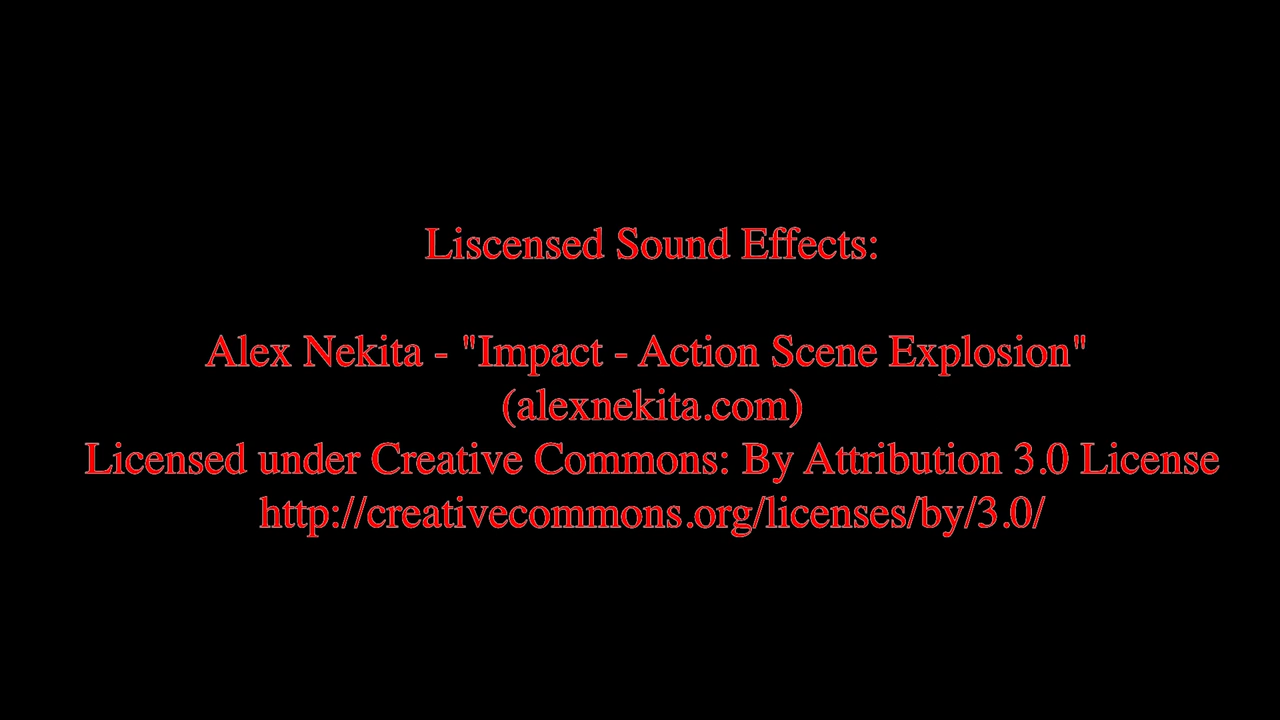 Liscensed Sound Effects:
Alex Nekita - "Impact - Action Scene Explosion"
(alexnekita.com)
Licensed under Creative Commons: By Attribution 3.0 License
http://creativecommons.org/licenses/by/3.0/